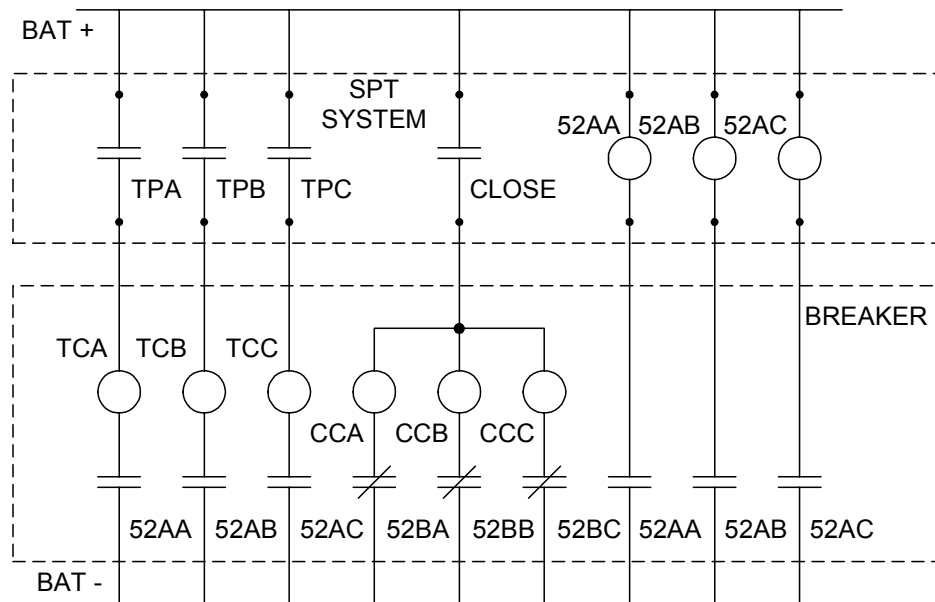 BAT +
SPT
SYSTEM
52AA 52AB 52AC
TPA TPB TPC CLOSE
BREAKER
TCA TCB TCC
CCA CCB CCC
52AA 52AB 52AC 52BA 52BB 52BC 52AA 52AB 52AC
BAT -